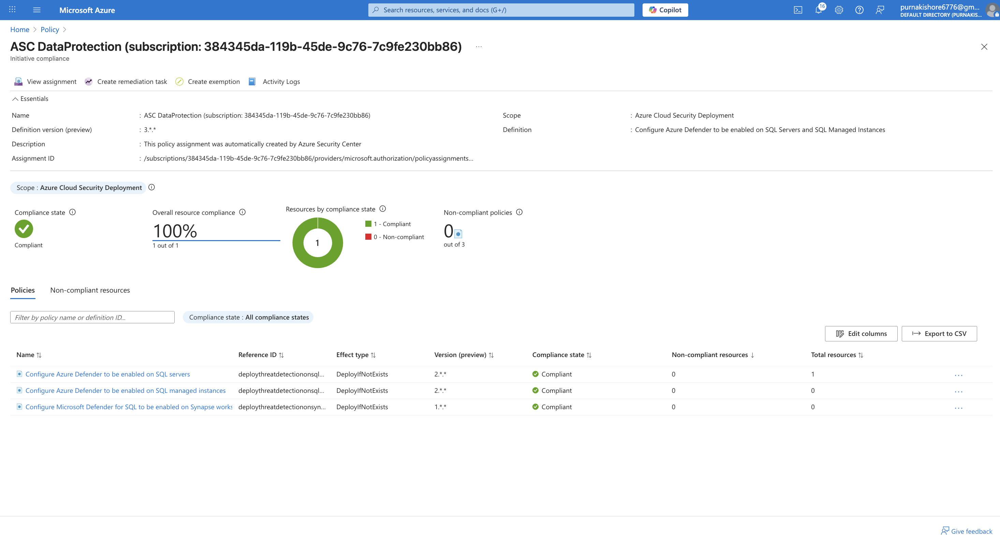 Microsoft Azure
Search resources, services, and docs (G+/)
Copilot
16
purnakishore6776@gm...
DEFAULT DIRECTORY (PURNAKIS...
Home > Policy >
ASC DataProtection (subscription: 384345da-119b-45de-9c76-7c9fe230bb86) ...
Initiative compliance
View assignment Create remediation task Create exemption Activity Logs
Essentials
Name : ASC DataProtection (subscription: 384345da-119b-45de-9c76-7c9fe230bb86) Scope : Azure Cloud Security Deployment
Definition version (preview) : 3.*.* Definition : Configure Azure Defender to be enabled on SQL Servers and SQL Managed Instances
Description : This policy assignment was automatically created by Azure Security Center
Assignment ID : /subscriptions/384345da-119b-45de-9c76-7c9fe230bb86/providers/microsoft.authorization/policyassignments...
Scope : Azure Cloud Security Deployment
Compliance state
Compliant
Overall resource compliance
100%
1 out of 1
Resources by compliance state
1
1 - Compliant
0 - Non-compliant
Non-compliant policies
0
out of 3
Policies Non-compliant resources
Filter by policy name or definition ID... Compliance state : All compliance states
Edit columns Export to CSV
Name Reference ID Effect type Version (preview) Compliance state Non-compliant resources Total resources
Configure Azure Defender to be enabled on SQL servers deploythreatdetectiononsql... DeployIfNotExists 2.*.* Compliant 0 1 ...
Configure Azure Defender to be enabled on SQL managed instances deploythreatdetectiononsql... DeployIfNotExists 2.*.* Compliant 0 0 ...
Configure Microsoft Defender for SQL to be enabled on Synapse works deploythreatdetectiononsyn... DeployIfNotExists 1.*.* Compliant 0 0 ...
Give feedback